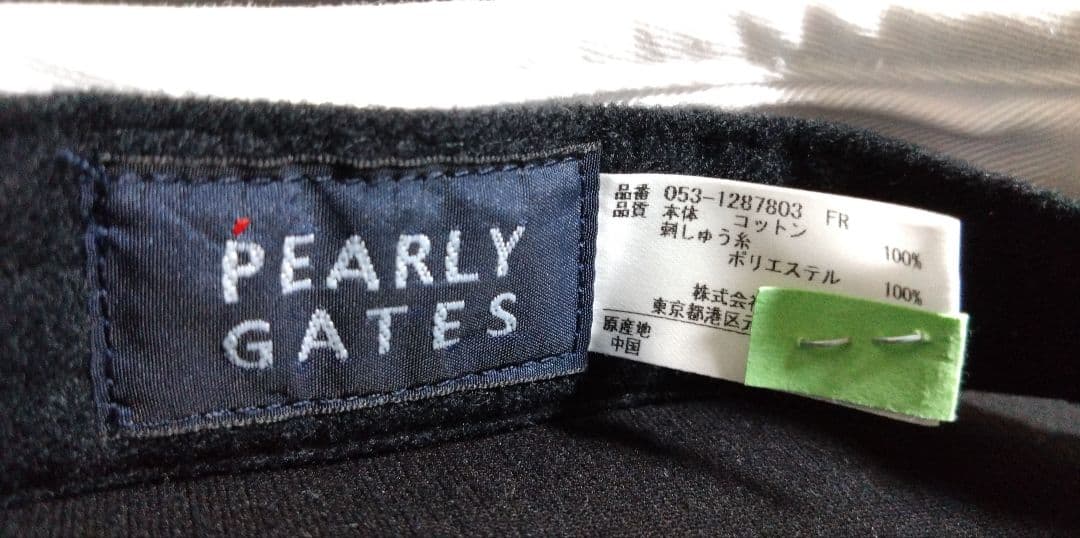 PEARLY
GATES
品番 053-1287803 FR
品質 本体 コットン 100%
刺しゅう糸
ポリエステル 100%
株式会
東京都港区
原産地
中国